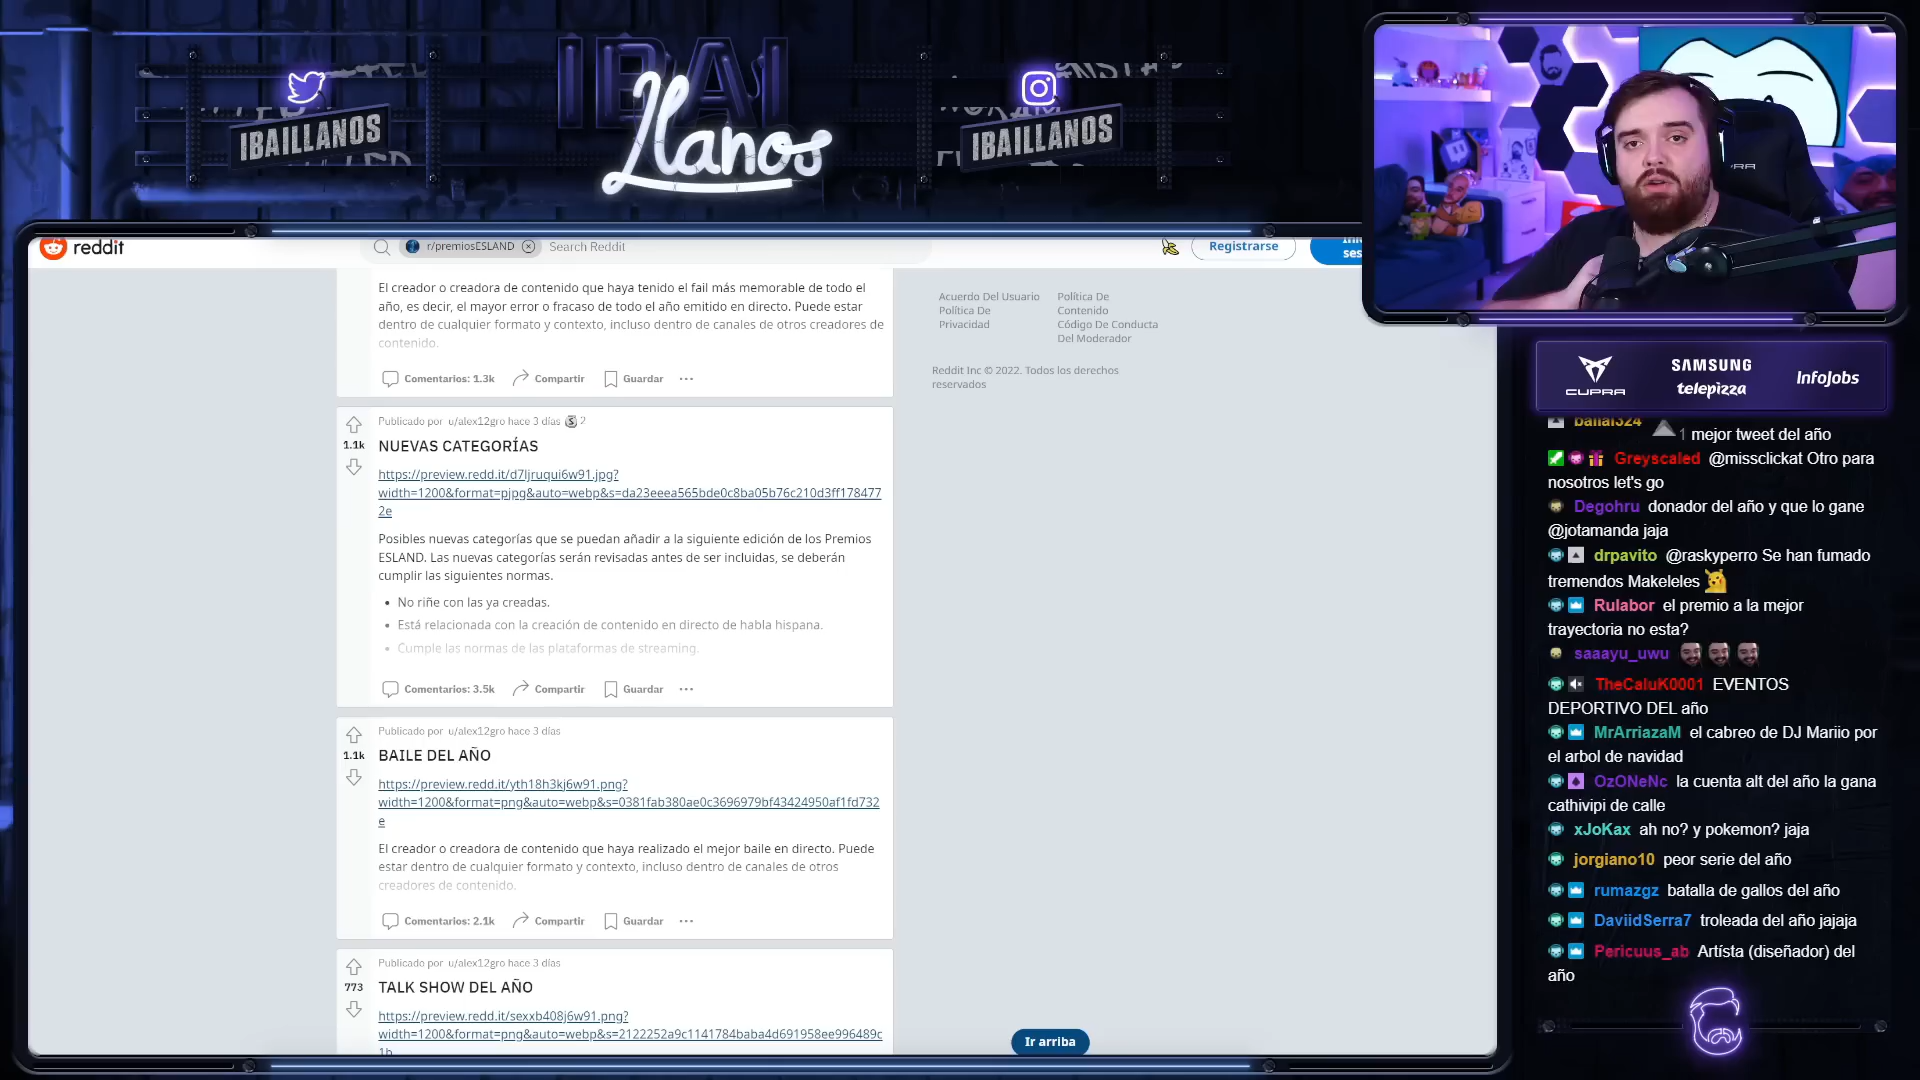 IBAI
Llanos
IBAILLANOS
IBAILLANOS
reddit
r/premiosESLAND
Search Reddit
Registrarse
El creador o creadora de contenido que haya tenido el fail más memorable de todo el
año, es decir, el mayor error o fracaso de todo el año emitido en directo. Puede estar
dentro de cualquier formato y contexto, incluso dentro de canales de otros creadores de
contenido.
Comentarios: 1.3k Compartir Guardar
Publicado por u/alex12gro hace 3 días 2
1.1k
NUEVAS CATEGORÍAS
https://preview.redd.it/d7ljruqui6w91.jpg?
width=1200&format=pjpg&auto=webp&s=da23eeea565bde0c8ba05b76c210d3ff178477
2e
Posibles nuevas categorías que se puedan añadir a la siguiente edición de los Premios
ESLAND. Las nuevas categorías serán revisadas antes de ser incluidas, se deberán
cumplir las siguientes normas.
• No riñe con las ya creadas.
• Está relacionada con la creación de contenido en directo de habla hispana.
• Cumple las normas de las plataformas de streaming.
Comentarios: 3.5k Compartir Guardar
Publicado por u/alex12gro hace 3 días
1.1k
BAILE DEL AÑO
https://preview.redd.it/yth18h3kj6w91.png?
width=1200&format=png&auto=webp&s=0381fab380ae0c3696979bf43424950af1fd732
e
El creador o creadora de contenido que haya realizado el mejor baile en directo. Puede
estar dentro de cualquier formato y contexto, incluso dentro de canales de otros
creadores de contenido.
Comentarios: 2.1k Compartir Guardar
Publicado por u/alex12gro hace 3 días
773
TALK SHOW DEL AÑO
https://preview.redd.it/sexxb408j6w91.png?
width=1200&format=png&auto=webp&s=2122252a9c1141784baba4d691958ee996489c
1b
Acuerdo Del Usuario
Política De
Privacidad
Política De
Contenido
Código De Conducta
Del Moderador
Reddit Inc © 2022. Todos los derechos
reservados
Ir arriba
CUPRA
SAMSUNG
telepizza
InfoJobs
1 mejor tweet del año
Greyscaled @missclickat Otro para
nosotros let's go
Degohru donador del año y que lo gane
@jotamanda jaja
drpavito @raskyperro Se han fumado
tremendos Makeleles
Rulabor el premio a la mejor
trayectoria no esta?
saaayu_uwu
TheCaluK0001 EVENTOS
DEPORTIVO DEL año
MrArriazaM el cabreo de DJ Mariio por
el arbol de navidad
OzONeNc la cuenta alt del año la gana
cathivipi de calle
xJoKax ah no? y pokemon? jaja
jorgiano10 peor serie del año
rumazgz batalla de gallos del año
DaviidSerra7 troleada del año jajaja
Pericuus_ab Artísta (diseñador) del
año